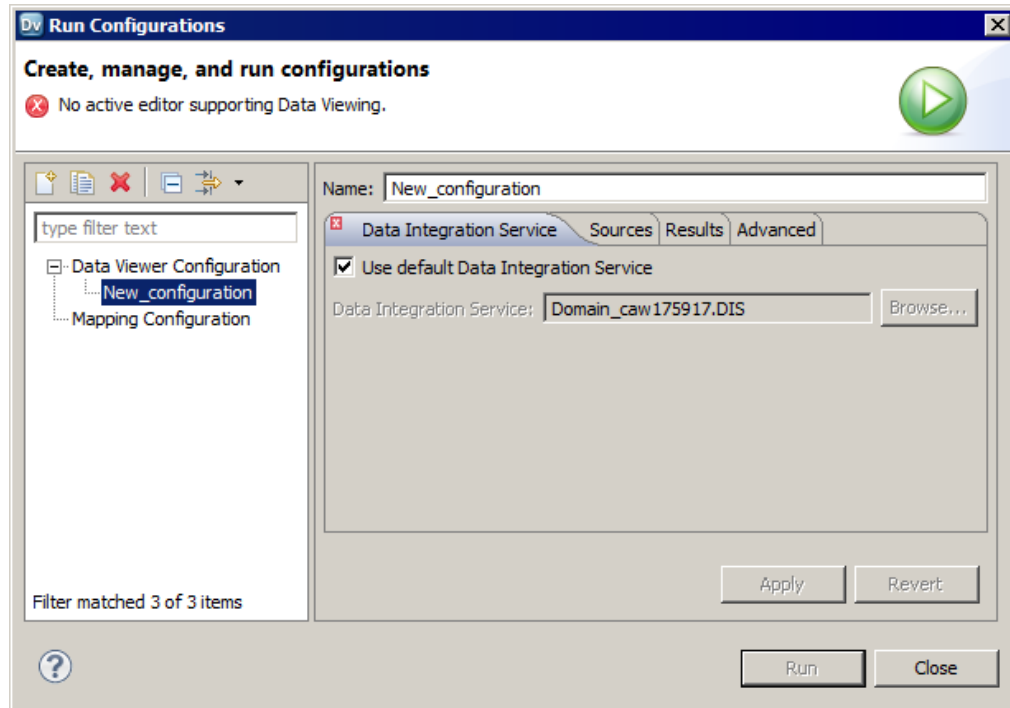 Dv Run Configurations
Create, manage, and run configurations
No active editor supporting Data Viewing.
type filter text
Data Viewer Configuration
New_configuration
Mapping Configuration
Filter matched 3 of 3 items
Name: New_configuration
Data Integration Service Sources Results Advanced
Use default Data Integration Service
Data Integration Service: Domain_caw175917.DIS Browse...
Apply Revert
? Run Close